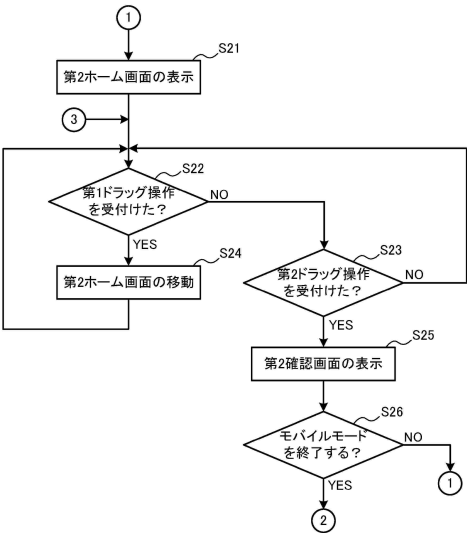 1
S21
第2ホーム画面の表示
3
S22
第1ドラッグ操作
を受付けた?
NO
YES
S24
第2ホーム画面の移動
S23
第2ドラッグ操作
を受付けた?
NO
YES
S25
第2確認画面の表示
S26
モバイルモード
を終了する?
NO
1
YES
2